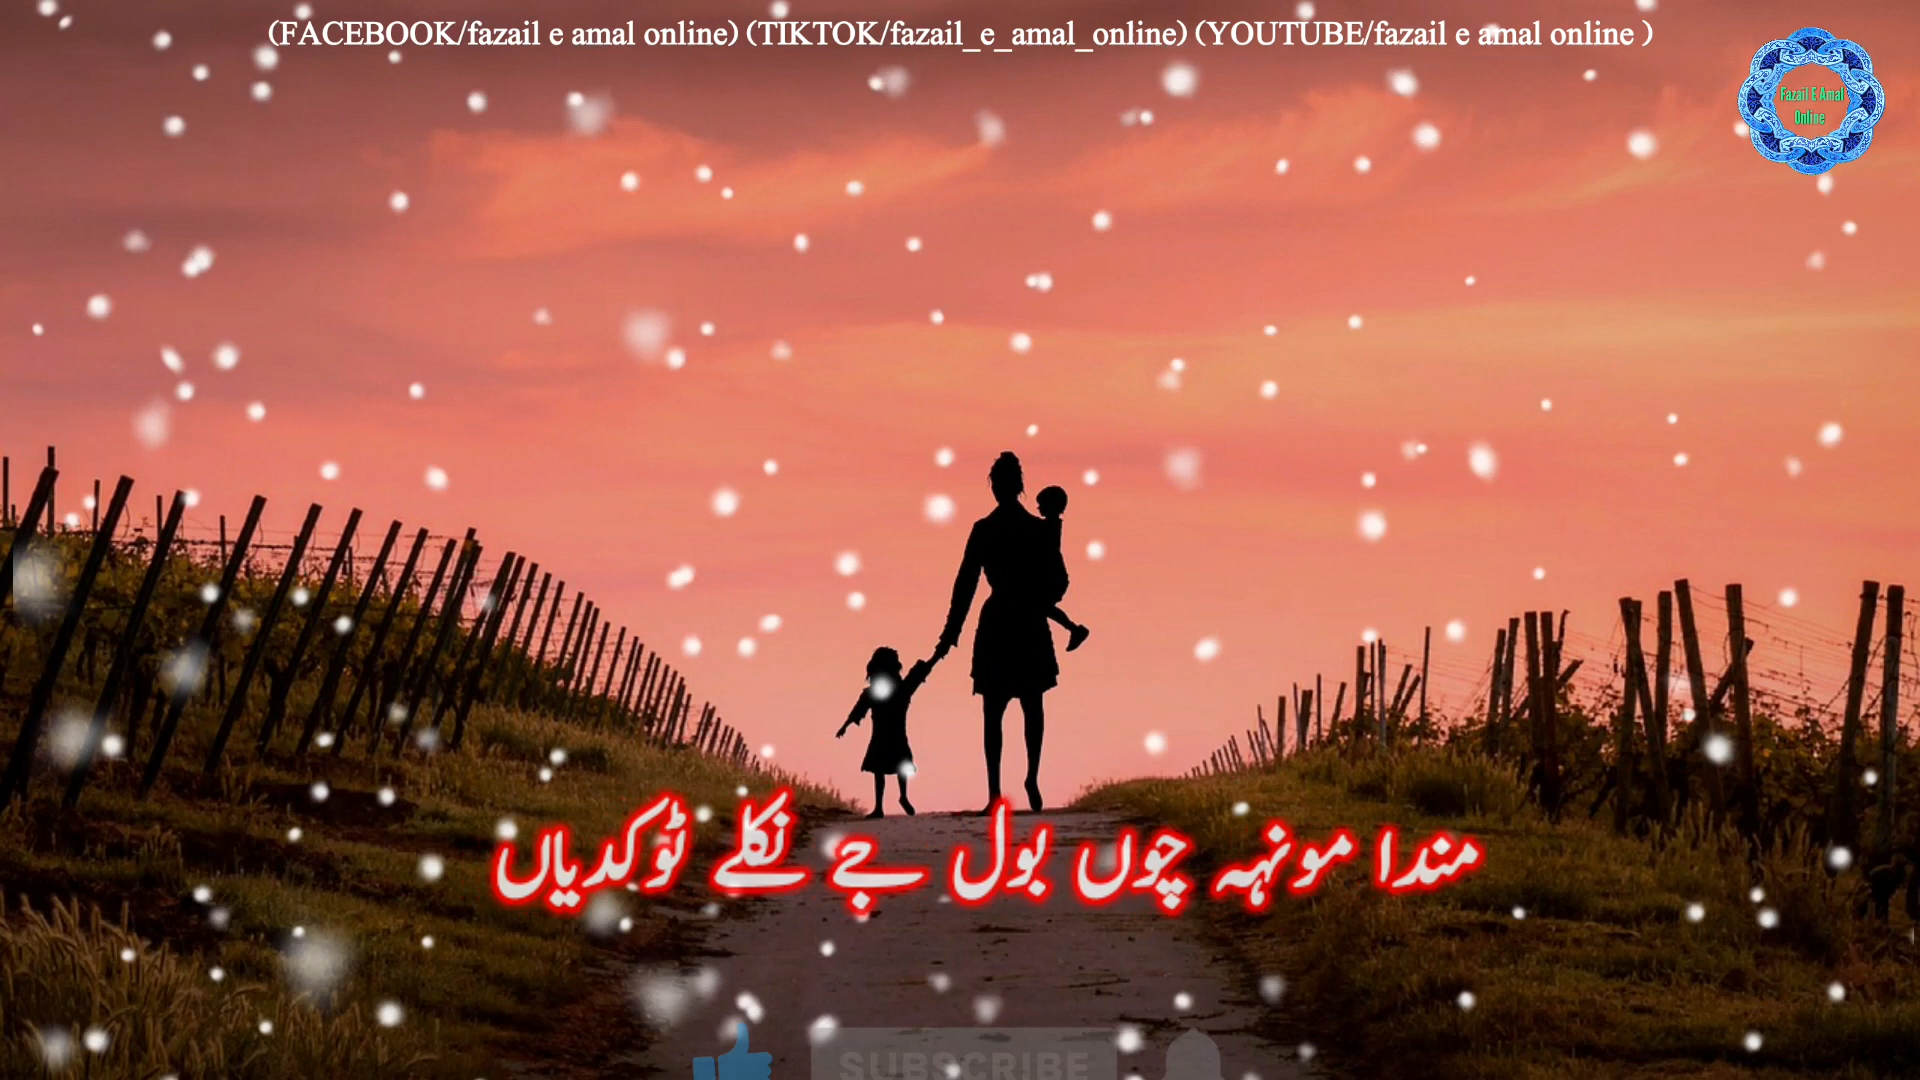 (FACEBOOK/fazail e amal online) (TIKTOK/fazail_e_amal_online) (YOUTUBE/fazail e amal online )
Fazail E Amal
Online
مندا مونہہ چوں بول جے نکلے ٹوکدیاں
SUBSCRIBE